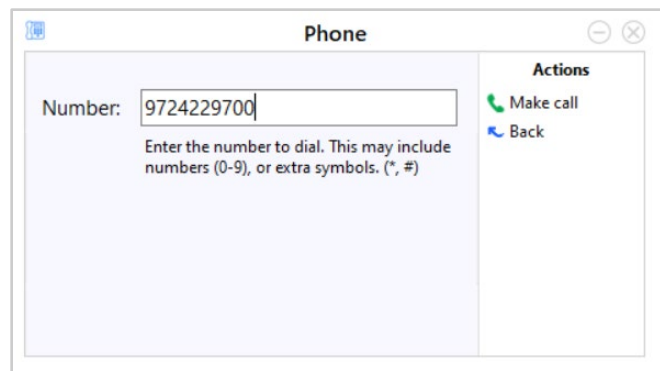 Phone
Number:
9724229700
Enter the number to dial. This may include
numbers (0-9), or extra symbols. (*, #)
Actions
Make call
Back